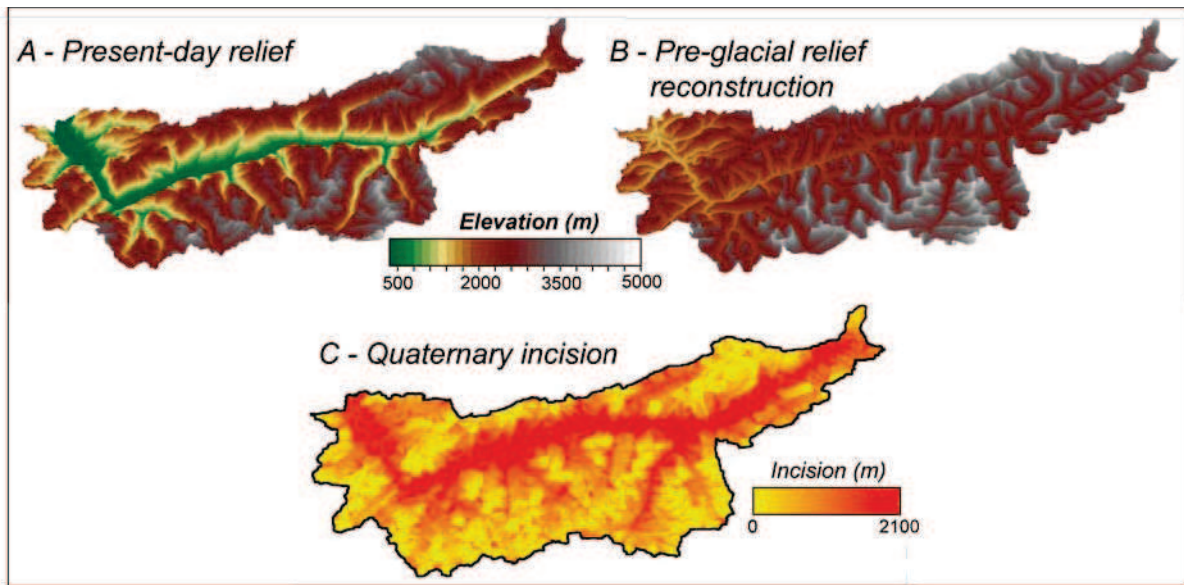 A - Present-day relief
B - Pre-glacial relief
reconstruction
Elevation (m)
500 2000 3500 5000
C - Quaternary incision
Incision (m)
0 2100